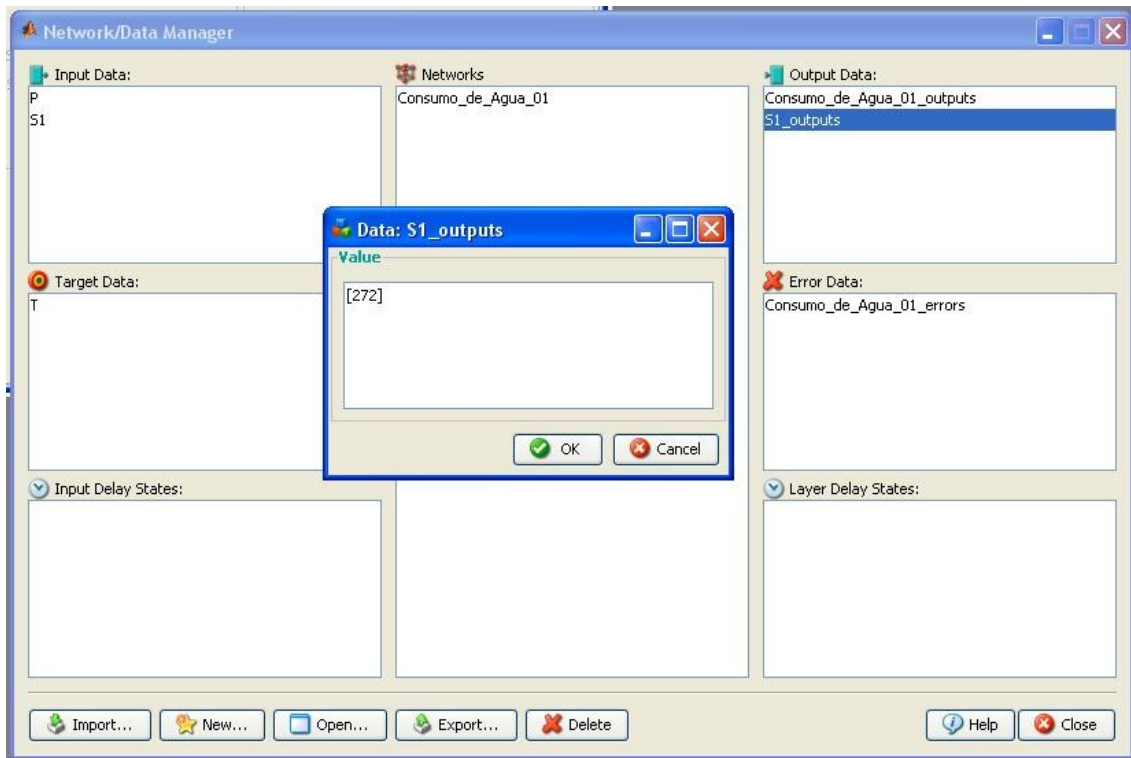 Network/Data Manager
Input Data:
P
S1
Networks
Consumo_de_Agua_01
Output Data:
Consumo_de_Agua_01_outputs
S1_outputs
Data: S1_outputs
Value
[272]
OK
Cancel
Target Data:
T
Error Data:
Consumo_de_Agua_01_errors
Input Delay States:
Layer Delay States:
Import...
New...
Open...
Export...
Delete
Help
Close